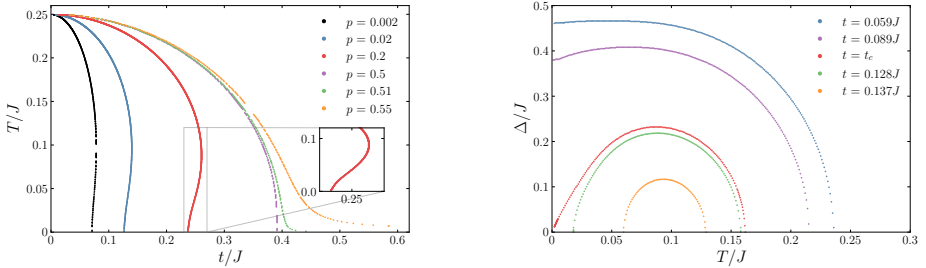 0.25
0.2
0.15
0.1
0.05
0
T/J
0
0.1
0.2
0.3
0.4
0.5
0.6
t/J
p = 0.002
p = 0.02
p = 0.2
p = 0.5
p = 0.51
p = 0.55
0.1
0.0
0.25
0.5
0.4
0.3
0.2
0.1
0
Δ/J
0
0.05
0.1
0.15
0.2
0.25
0.3
T/J
t = 0.059J
t = 0.089J
t = t_c
t = 0.128J
t = 0.137J